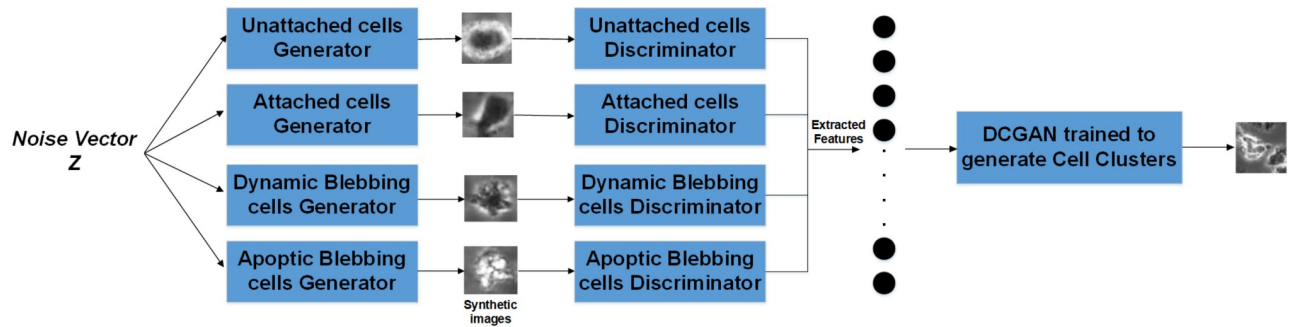 Noise Vector
Z
Unattached cells
Generator
Unattached cells
Discriminator
Attached cells
Generator
Attached cells
Discriminator
Dynamic Blebbing
cells Generator
Dynamic Blebbing
cells Discriminator
Apoptic Blebbing
cells Generator
Apoptic Blebbing
cells Discriminator
Synthetic
images
Extracted
Features
DCGAN trained to
generate Cell Clusters